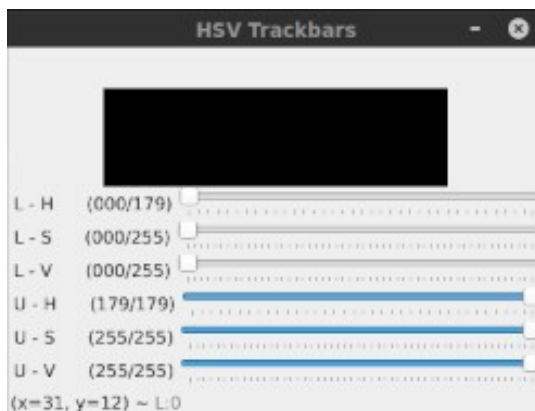 HSV Trackbars
L - H (000/179)
L - S (000/255)
L - V (000/255)
U - H (179/179)
U - S (255/255)
U - V (255/255)
(x=31, y=12) ~ L:0